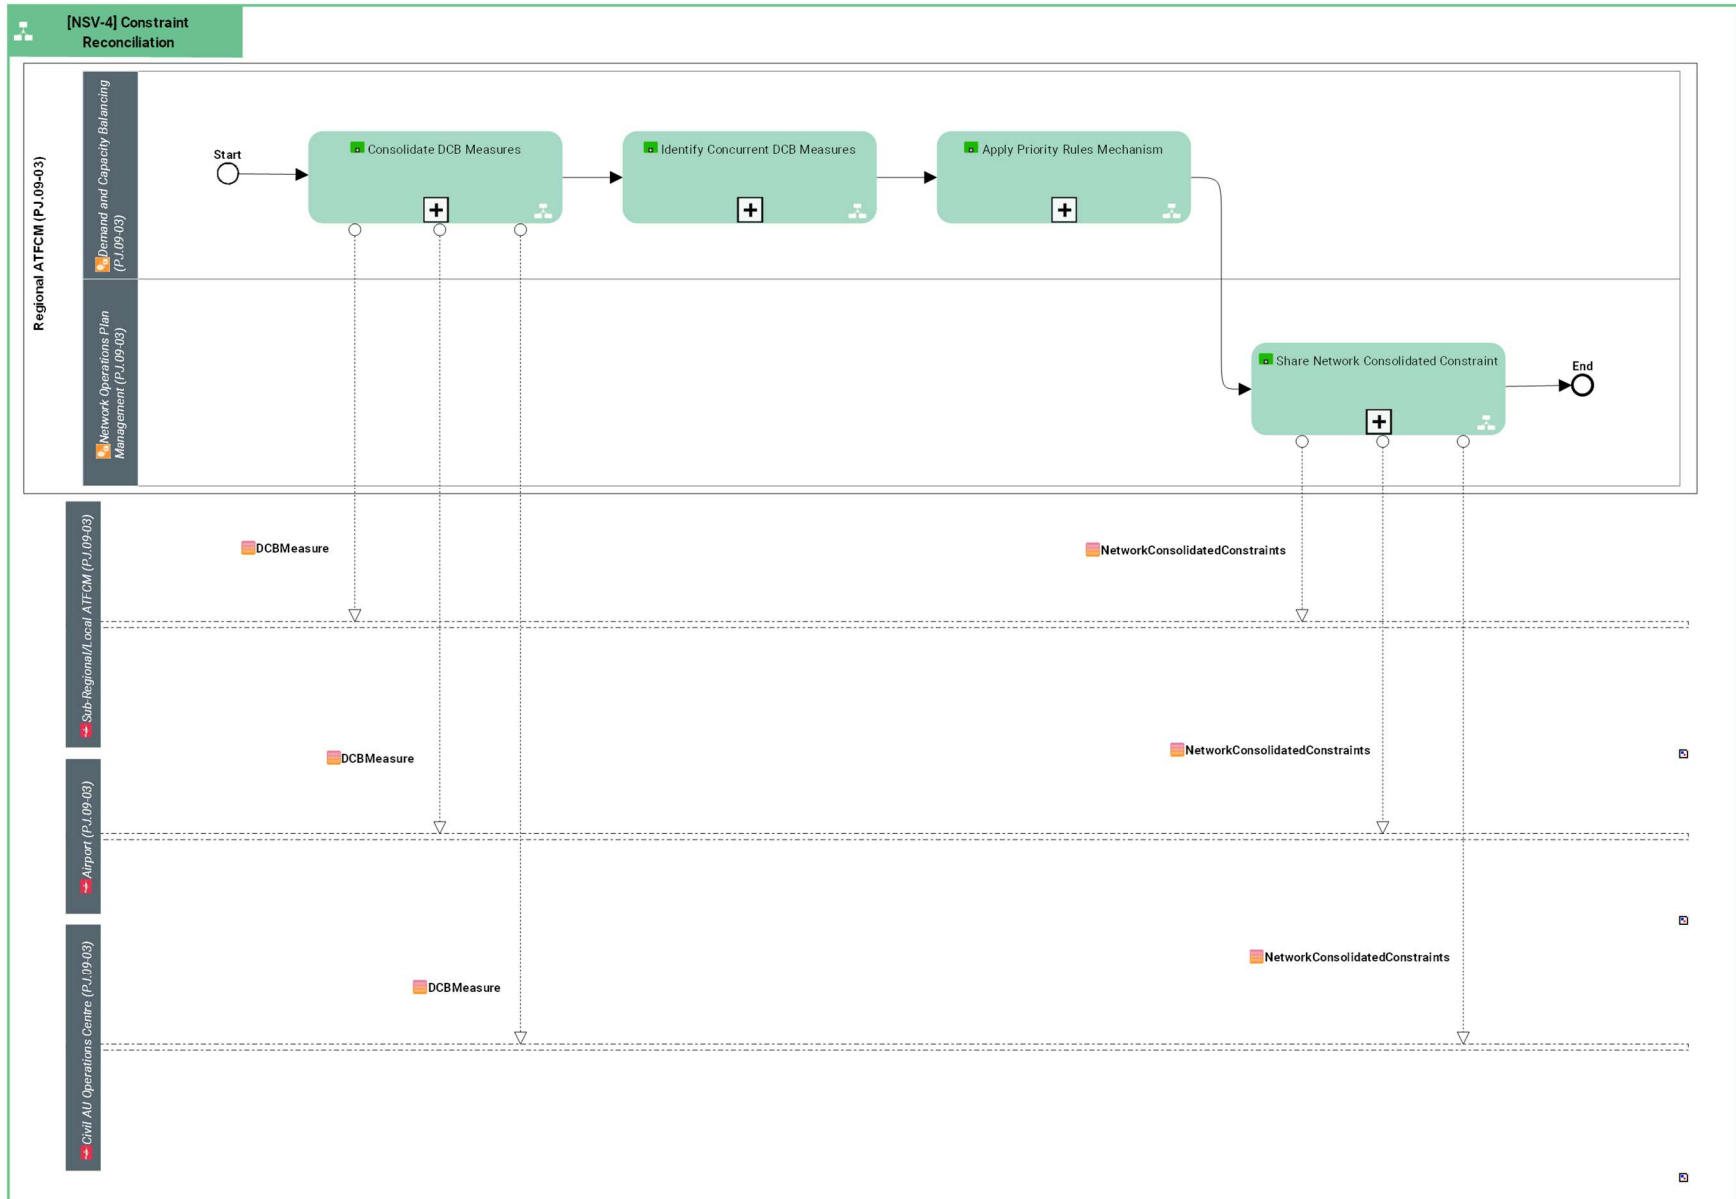 [NSV-4] Constraint
Reconciliation
Regional ATFCM (PJ.09-03)
Demand and Capacity Balancing
(PJ.09-03)
Start
Consolidate DCB Measures
Identify Concurrent DCB Measures
Apply Priority Rules Mechanism
Network Operations Plan
Management (PJ.09-03)
Share Network Consolidated Constraint
End
Sub-Regional/Local ATFCM (PJ.09-03)
DCBMeasure
NetworkConsolidatedConstraints
DCBMeasure
NetworkConsolidatedConstraints
Airport (PJ.09-03)
Civil AU Operations Centre (PJ.09-03)
DCBMeasure
NetworkConsolidatedConstraints